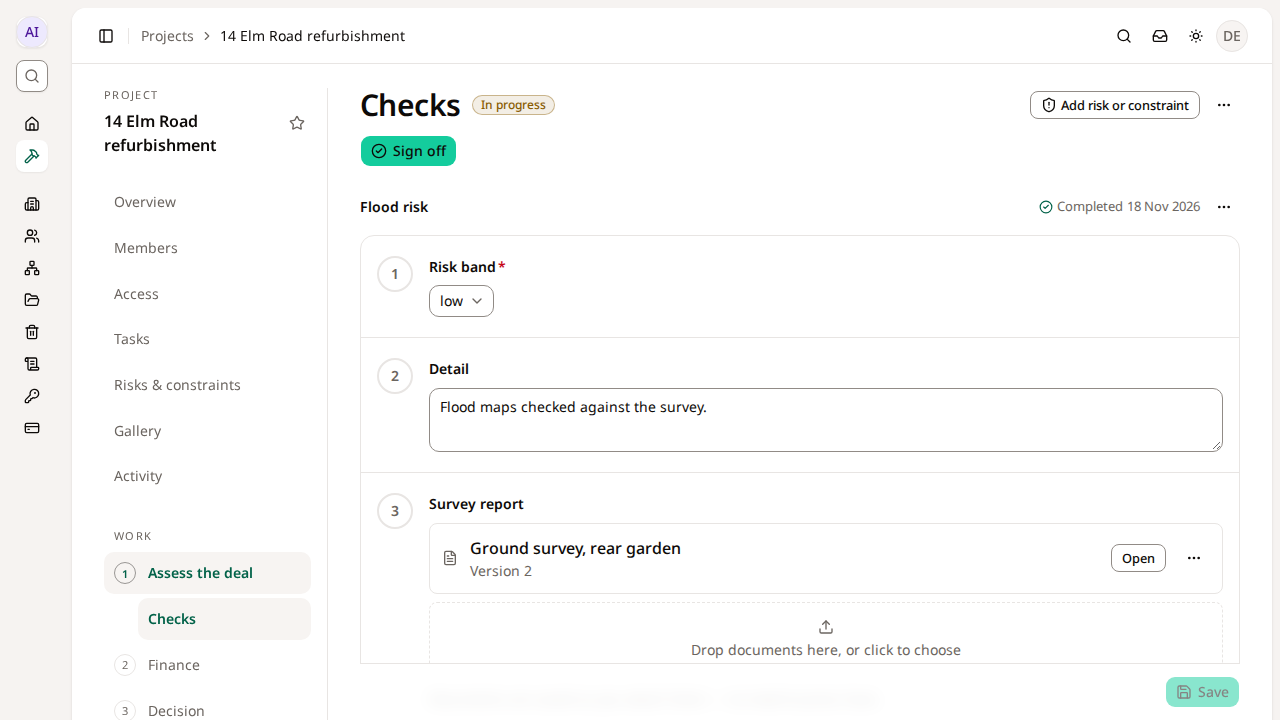 AI
Projects
14 Elm Road refurbishment
DE
PROJECT
14 Elm Road
refurbishment
Overview
Members
Access
Tasks
Risks & constraints
Gallery
Activity
WORK
1
Assess the deal
Checks
2
Finance
3
Decision
Checks
In progress
Add risk or constraint
Sign off
Flood risk
Completed 18 Nov 2026
1
Risk band *
low
2
Detail
Flood maps checked against the survey.
3
Survey report
Ground survey, rear garden
Version 2
Open
Drop documents here, or click to choose
Save